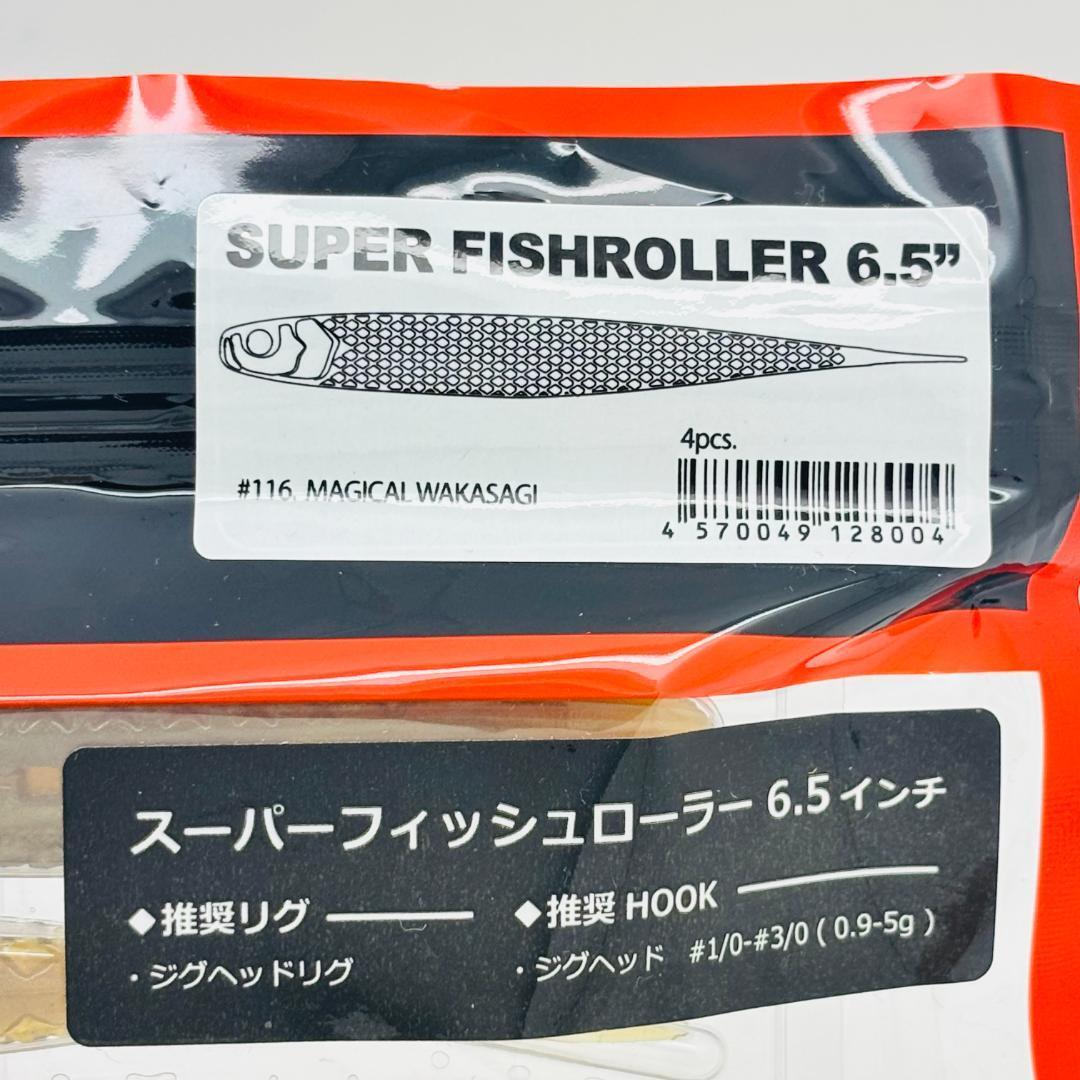 SUPER FISHROLLER 6.5”
4pcs.
#116. MAGICAL WAKASAGI
4 570049 128004
スーパーフィッシュローラー 6.5インチ
◆推奨リグ
・ジグヘッドリグ
◆推奨 HOOK
・ジグヘッド #1/0-#3/0 ( 0.9-5g )